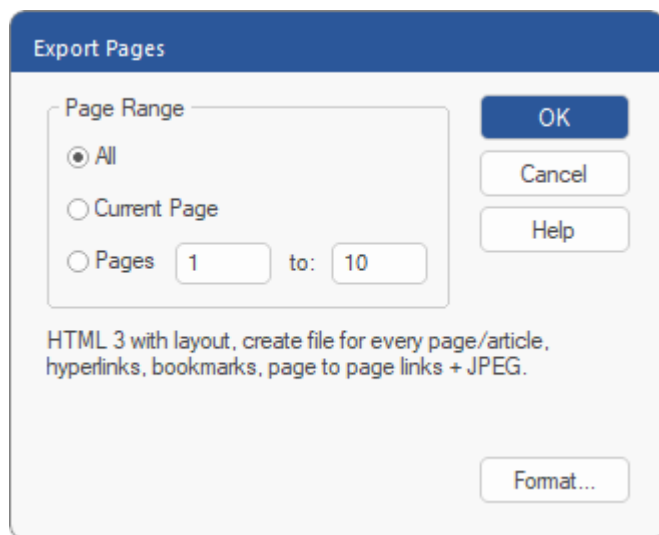 Export Pages
Page Range
All
Current Page
Pages 1 to: 10
OK
Cancel
Help
HTML 3 with layout, create file for every page/article,
hyperlinks, bookmarks, page to page links + JPEG.
Format...